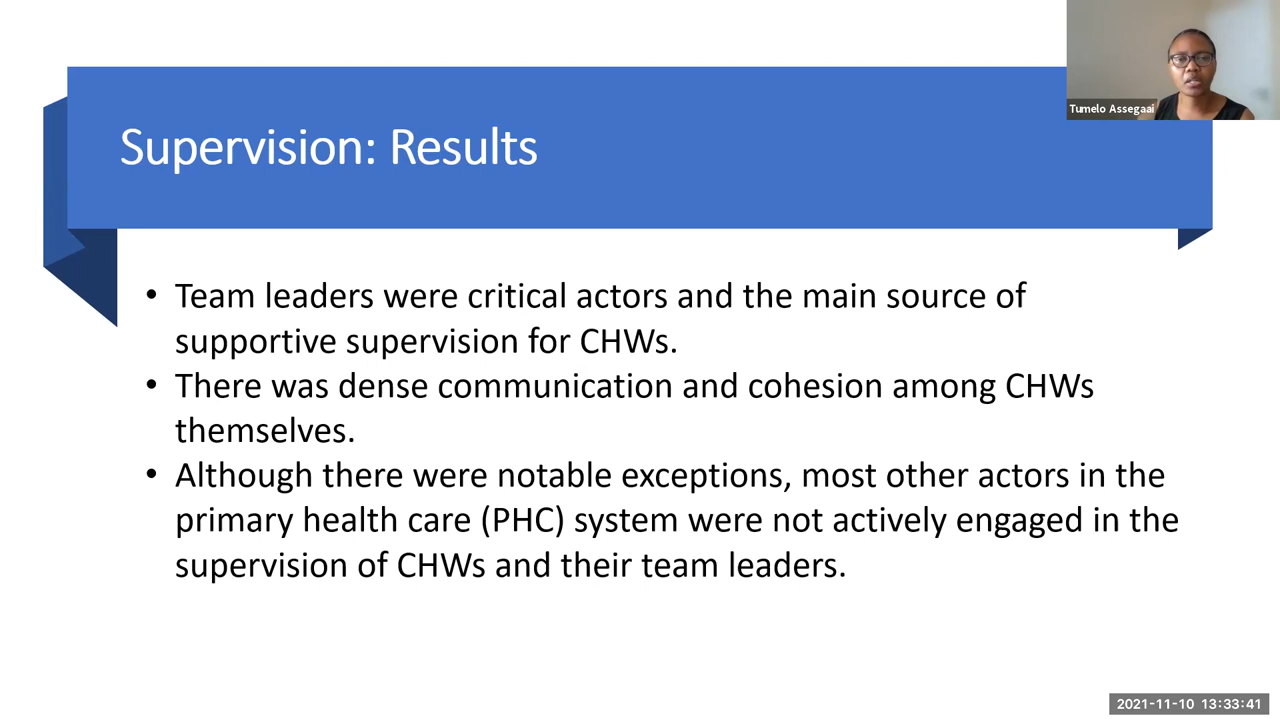 Tumelo Assegaai
Supervision: Results
• Team leaders were critical actors and the main source of
supportive supervision for CHWs.
• There was dense communication and cohesion among CHWs
themselves.
• Although there were notable exceptions, most other actors in the
primary health care (PHC) system were not actively engaged in the
supervision of CHWs and their team leaders.
2021-11-10 13:33:41